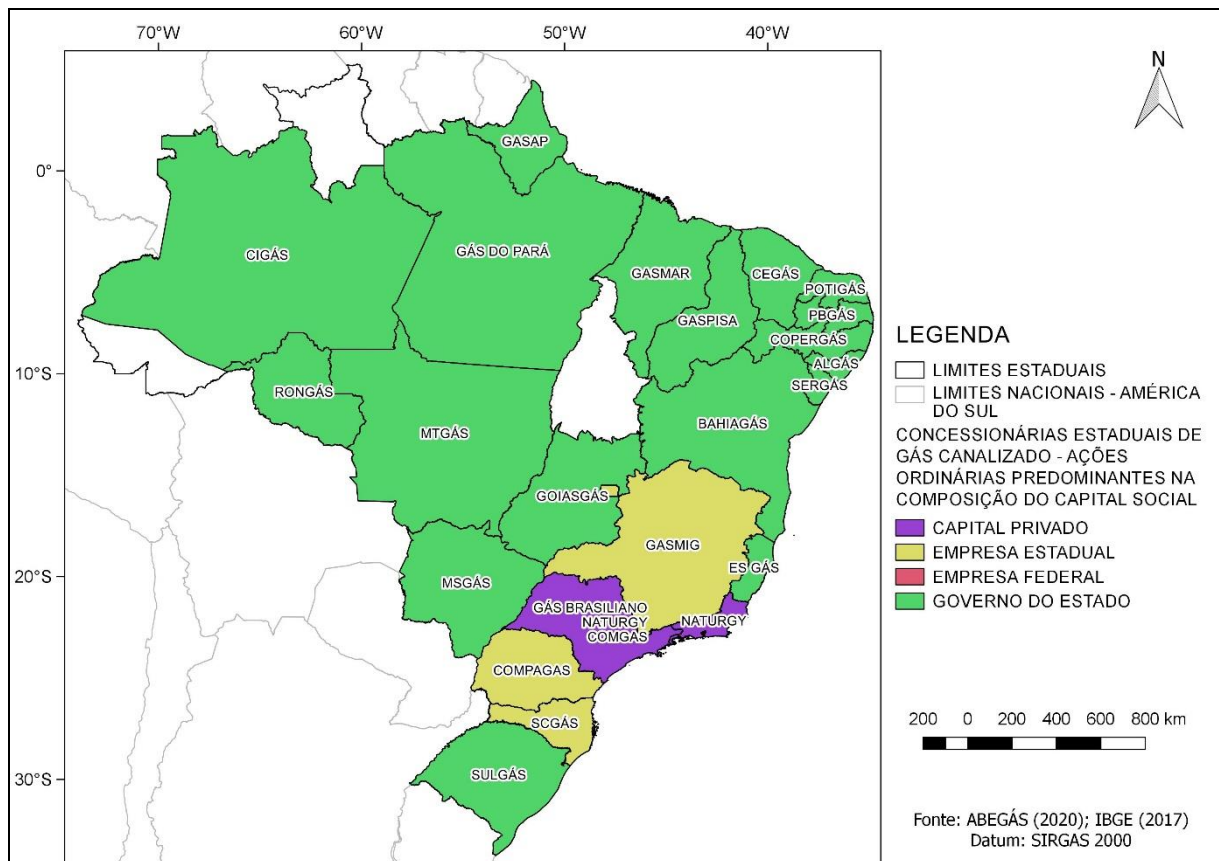 70°W 60°W 50°W 40°W
N
0°
10°S
20°S
30°S
GASAP
CIGÁS
GÁS DO PARÁ
GASMAR
CEGÁS
POTIGÁS
PBGÁS
GASPISA
COPERGÁS
ALGÁS
SERGÁS
RONGÁS
MTGÁS
BAHIAGÁS
GOIASGÁS
GASMIG
MSGÁS
ES GÁS
GÁS BRASILIANO
NATURGY
COMGAS
NATURGY
COMPAGAS
SCGÁS
SULGÁS
LEGENDA
LIMITES ESTADUAIS
LIMITES NACIONAIS - AMÉRICA
DO SUL
CONCESSIONÁRIAS ESTADUAIS DE
GÁS CANALIZADO - AÇÕES
ORDINÁRIAS PREDOMINANTES NA
COMPOSIÇÃO DO CAPITAL SOCIAL
CAPITAL PRIVADO
EMPRESA ESTADUAL
EMPRESA FEDERAL
GOVERNO DO ESTADO
200 0 200 400 600 800 km
Fonte: ABEGÁS (2020); IBGE (2017)
Datum: SIRGAS 2000